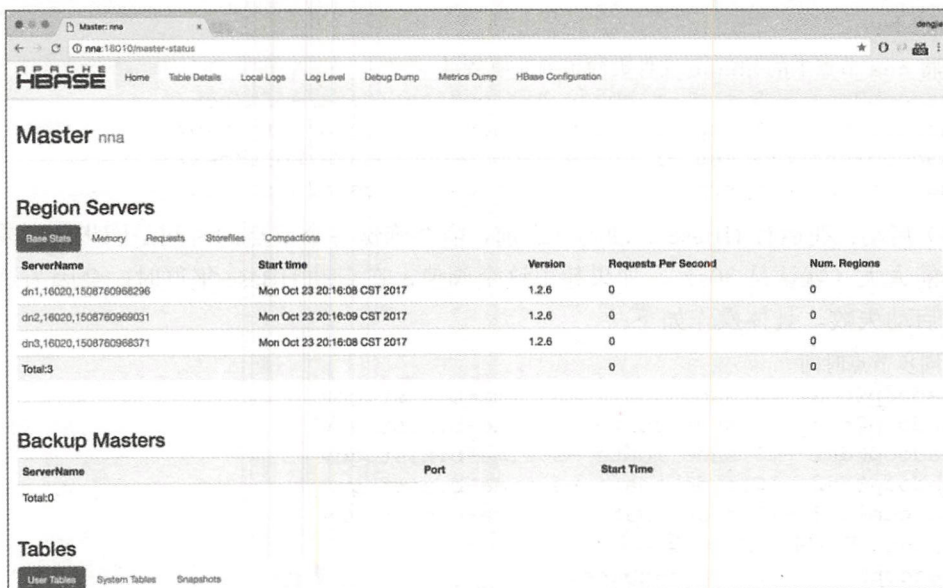 Master: nna
dengjie
nna:16010/master-status
APACHE
HBASE
Home Table Details Local Logs Log Level Debug Dump Metrics Dump HBase Configuration
Master nna
Region Servers
Base Stats Memory Requests Storefiles Compactions
ServerName Start time Version Requests Per Second Num. Regions
dn1,16020,1508760968296 Mon Oct 23 20:16:08 CST 2017 1.2.6 0 0
dn2,16020,1508760969031 Mon Oct 23 20:16:09 CST 2017 1.2.6 0 0
dn3,16020,1508760968371 Mon Oct 23 20:16:08 CST 2017 1.2.6 0 0
Total:3 0 0
Backup Masters
ServerName Port Start Time
Total:0
Tables
User Tables System Tables Snapshots